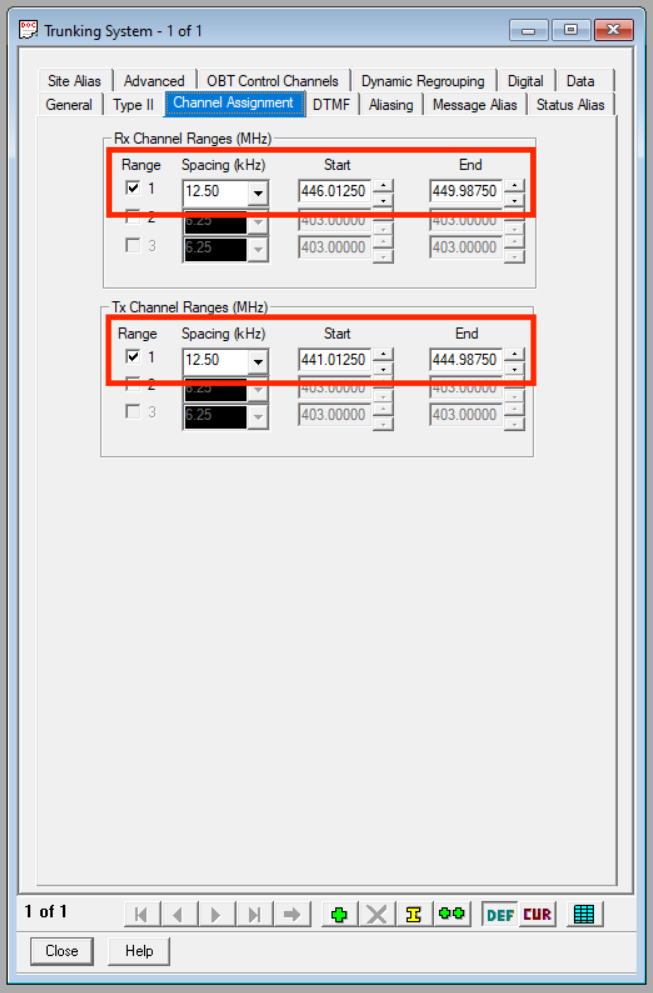 Trunking System - 1 of 1
Site Alias Advanced OBT Control Channels Dynamic Regrouping Digital Data
General Type II Channel Assignment DTMF Aliasing Message Alias Status Alias
Rx Channel Ranges (MHz)
Range Spacing (kHz) Start End
1 12.50 446.01250 449.98750
2 6.25 403.00000 403.00000
3 6.25 403.00000 403.00000
Tx Channel Ranges (MHz)
Range Spacing (kHz) Start End
1 12.50 441.01250 444.98750
2 6.25 403.00000 403.00000
3 6.25 403.00000 403.00000
1 of 1 DEF CUR
Close Help